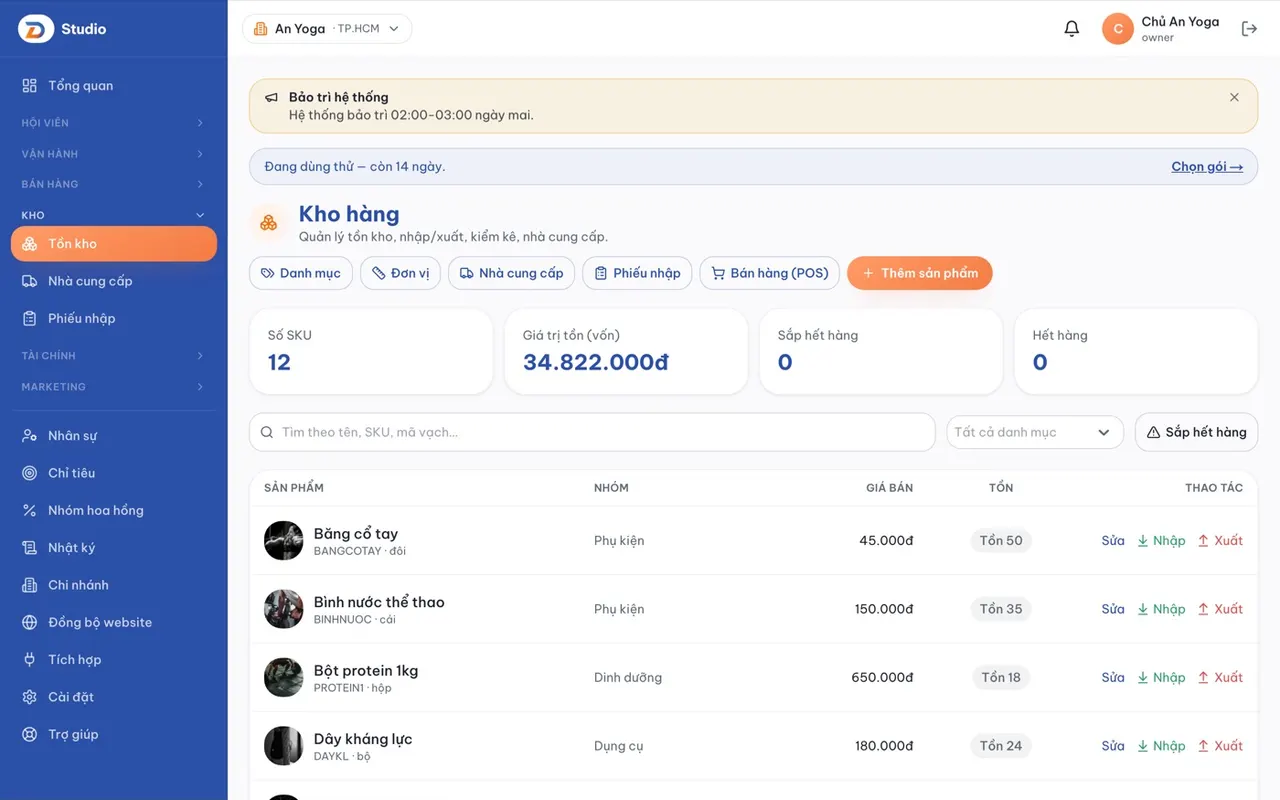 Studio
Tổng quan
HỘI VIÊN
VẬN HÀNH
BÁN HÀNG
KHO
Tồn kho
Nhà cung cấp
Phiếu nhập
TÀI CHÍNH
MARKETING
Nhân sự
Chỉ tiêu
Nhóm hoa hồng
Nhật ký
Chi nhánh
Đồng bộ website
Tích hợp
Cài đặt
Trợ giúp
An Yoga · TP.HCM
C
Chủ An Yoga
owner
Bảo trì hệ thống
Hệ thống bảo trì 02:00-03:00 ngày mai.
Đang dùng thử — còn 14 ngày.
Chọn gói →
Kho hàng
Quản lý tồn kho, nhập/xuất, kiểm kê, nhà cung cấp.
Danh mục
Đơn vị
Nhà cung cấp
Phiếu nhập
Bán hàng (POS)
+ Thêm sản phẩm
Số SKU
12
Giá trị tồn (vốn)
34.822.000đ
Sắp hết hàng
0
Hết hàng
0
Tìm theo tên, SKU, mã vạch...
Tất cả danh mục
Sắp hết hàng
SẢN PHẨM NHÓM GIÁ BÁN TỒN THAO TÁC
Băng cổ tay
BANGCOTAY · đôi
Phụ kiện 45.000đ Tồn 50 Sửa Nhập Xuất
Bình nước thể thao
BINHNUOC · cái
Phụ kiện 150.000đ Tồn 35 Sửa Nhập Xuất
Bột protein 1kg
PROTEIN1 · hộp
Dinh dưỡng 650.000đ Tồn 18 Sửa Nhập Xuất
Dây kháng lực
DAYKL · bộ
Dụng cụ 180.000đ Tồn 24 Sửa Nhập Xuất